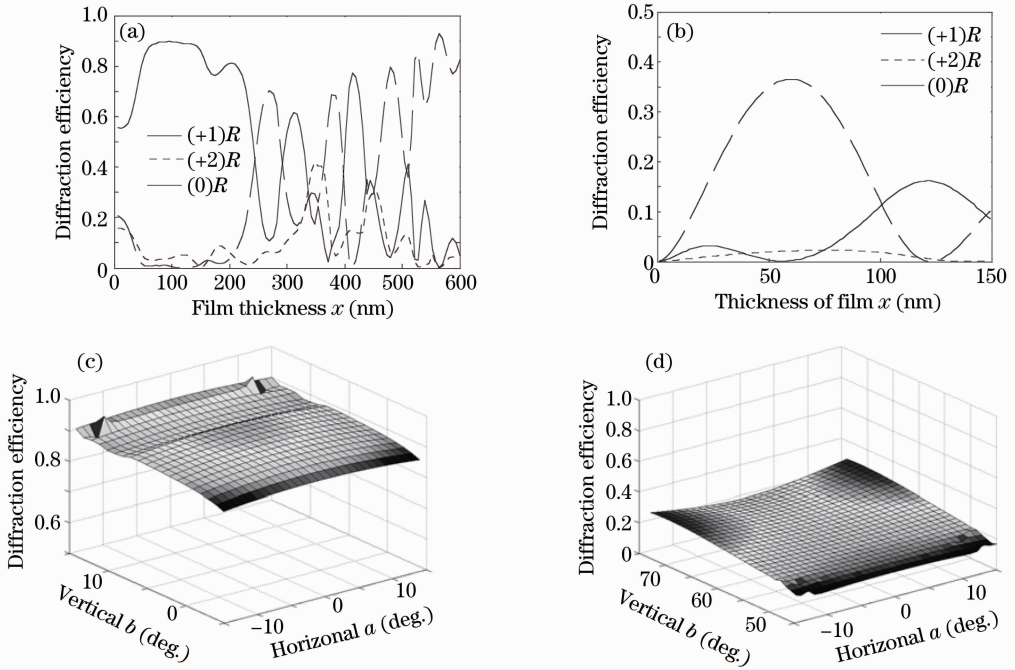 (a)
Diffraction efficiency
1.0
0.8
0.6
0.4
0.2
0
(+1)R
(+2)R
(0)R
0 100 200 300 400 500 600
Film thickness x (nm)
(b)
Diffraction efficiency
0.5
0.4
0.3
0.2
0.1
0
(+1)R
(+2)R
(0)R
0 50 100 150
Thickness of film x (nm)
(c)
Diffraction efficiency
1.0
0.8
0.6
10
0
Vertical b (deg.)
−10
0
10
Horizonal a (deg.)
(d)
Diffraction efficiency
1.0
0.8
0.6
0.4
0.2
0
70
60
50
Vertical b (deg.)
−10
0
10
Horizonal a (deg.)